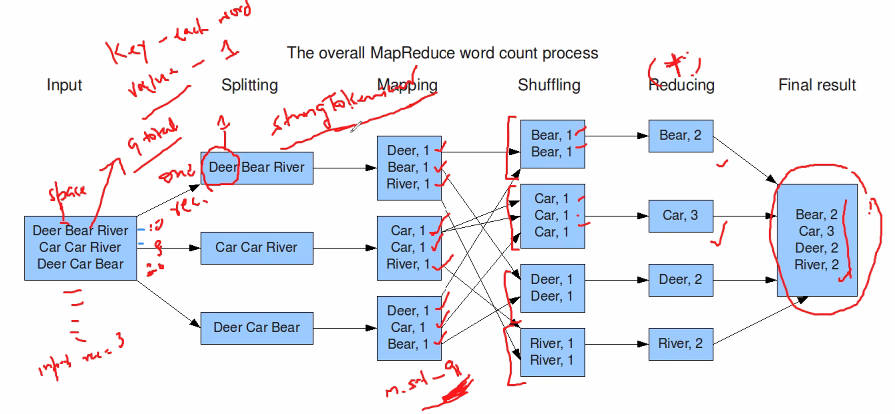 Key - each word
value - 1
9 total
The overall MapReduce word count process
Input
Splitting
Mapping
Shuffling
Reducing
Final result
space
one
rec.
1
Deer Bear River
Car Car River
Deer Car Bear
input rec = 3
Deer Bear River
Car Car River
Deer Car Bear
Deer, 1
Bear, 1
River, 1
Car, 1
Car, 1
River, 1
Deer, 1
Car, 1
Bear, 1
Bear, 1
Bear, 1
Car, 1
Car, 1
Car, 1
Deer, 1
Deer, 1
River, 1
River, 1
Bear, 2
Car, 3
Deer, 2
River, 2
Bear, 2
Car, 3
Deer, 2
River, 2